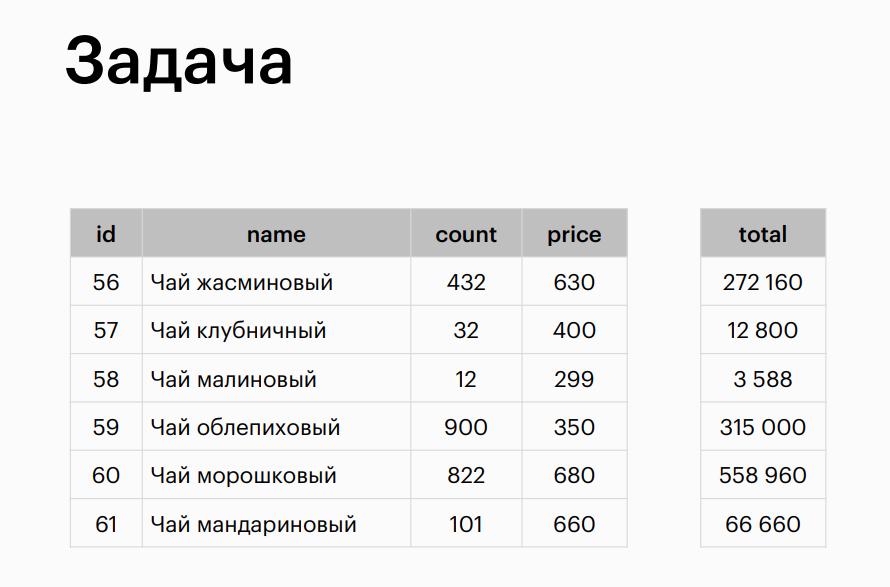 Задача
id name count price total
56 Чай жасминовый 432 630 272 160
57 Чай клубничный 32 400 12 800
58 Чай малиновый 12 299 3 588
59 Чай облепиховый 900 350 315 000
60 Чай морошковый 822 680 558 960
61 Чай мандариновый 101 660 66 660